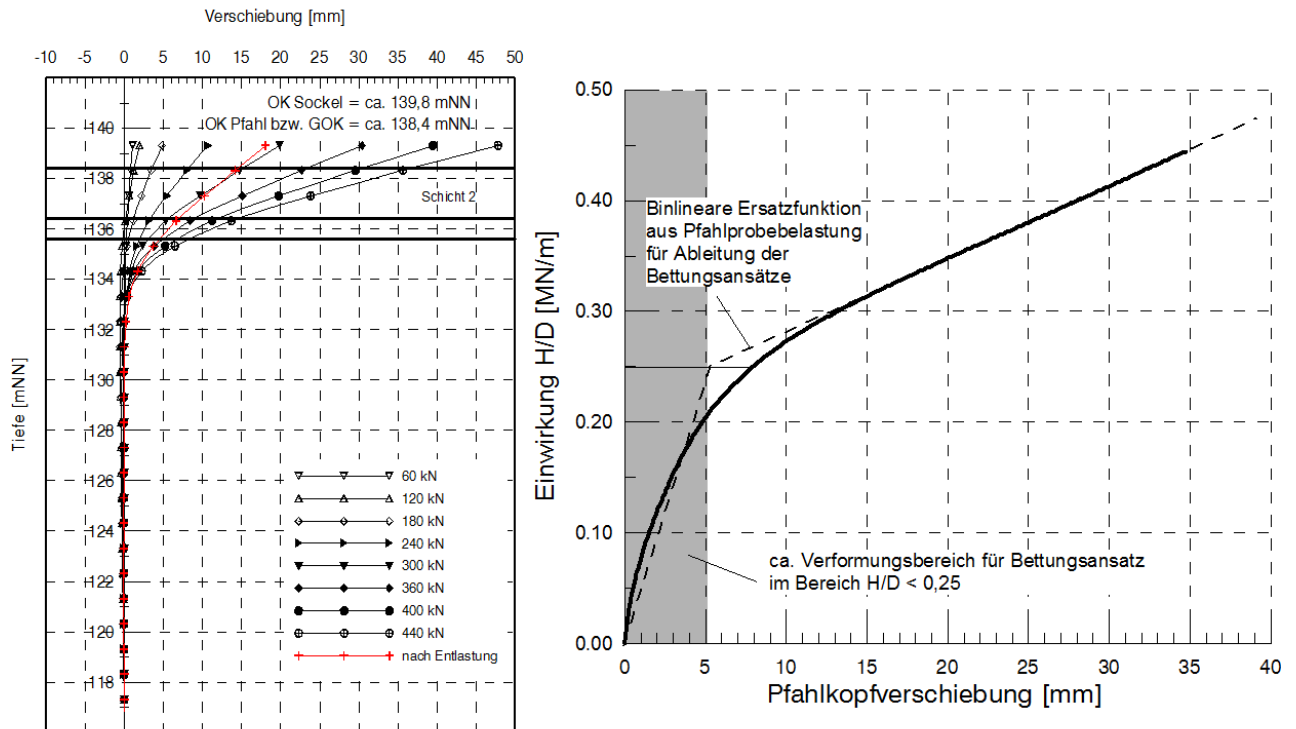 Verschiebung [mm]
-10 -5 0 5 10 15 20 25 30 35 40 45 50
OK Sockel = ca. 139,8 mNN
OK Pfahl bzw. GOK = ca. 138,4 mNN
Schicht 2
140
138
136
134
132
130
128
126
124
122
120
118
Tiefe [mNN]
60 kN
120 kN
180 kN
240 kN
300 kN
360 kN
400 kN
440 kN
nach Entlastung
0.50
0.40
0.30
0.20
0.10
0.00
Einwirkung H/D [MN/m]
Binlineare Ersatzfunktion
aus Pfahlprobebelastung
für Ableitung der
Bettungsansätze
ca. Verformungsbereich für Bettungsansatz
im Bereich H/D < 0,25
0 5 10 15 20 25 30 35 40
Pfahlkopfverschiebung [mm]